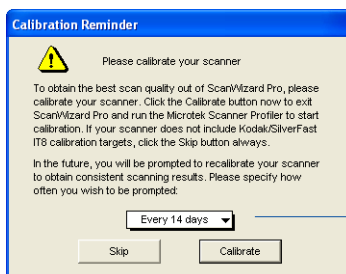 Calibration Reminder
Please calibrate your scanner
To obtain the best scan quality out of ScanWizard Pro, please
calibrate your scanner. Click the Calibrate button now to exit
ScanWizard Pro and run the Microtek Scanner Profiler to start
calibration. If your scanner does not include Kodak/SilverFast
IT8 calibration targets, click the Skip button always.
In the future, you will be prompted to recalibrate your scanner
to obtain consistent scanning results. Please specify how
often you wish to be prompted:
Every 14 days
Skip Calibrate